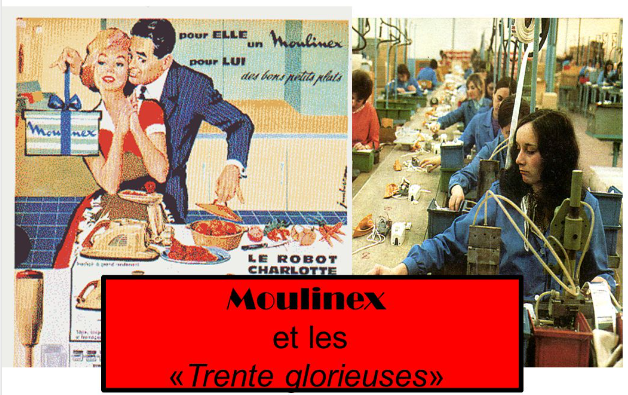 pour ELLE
un Moulinex
pour LUI
des bons petits plats
Moulinex
LE ROBOT
CHARLOTTE
Moulinex
et les
«Trente glorieuses»